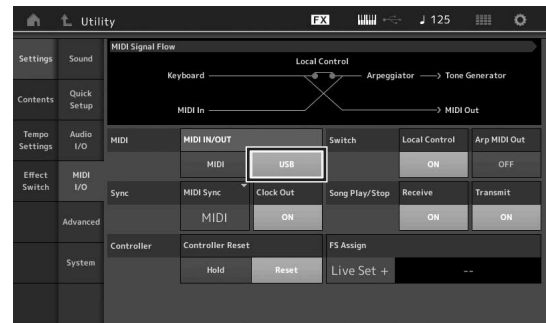 Utility
FX
♩ 125
Settings
Sound
Contents
Quick
Setup
Tempo
Settings
Audio
I/O
Effect
Switch
MIDI
I/O
Advanced
System
MIDI Signal Flow
Local Control
Keyboard
Arpeggiator
Tone Generator
MIDI In
MIDI Out
MIDI
MIDI IN/OUT
Switch
Local Control
Arp MIDI Out
MIDI
USB
ON
OFF
Sync
MIDI Sync
Clock Out
Song Play/Stop
Receive
Transmit
MIDI
ON
ON
ON
Controller
Controller Reset
FS Assign
Hold
Reset
Live Set +
--